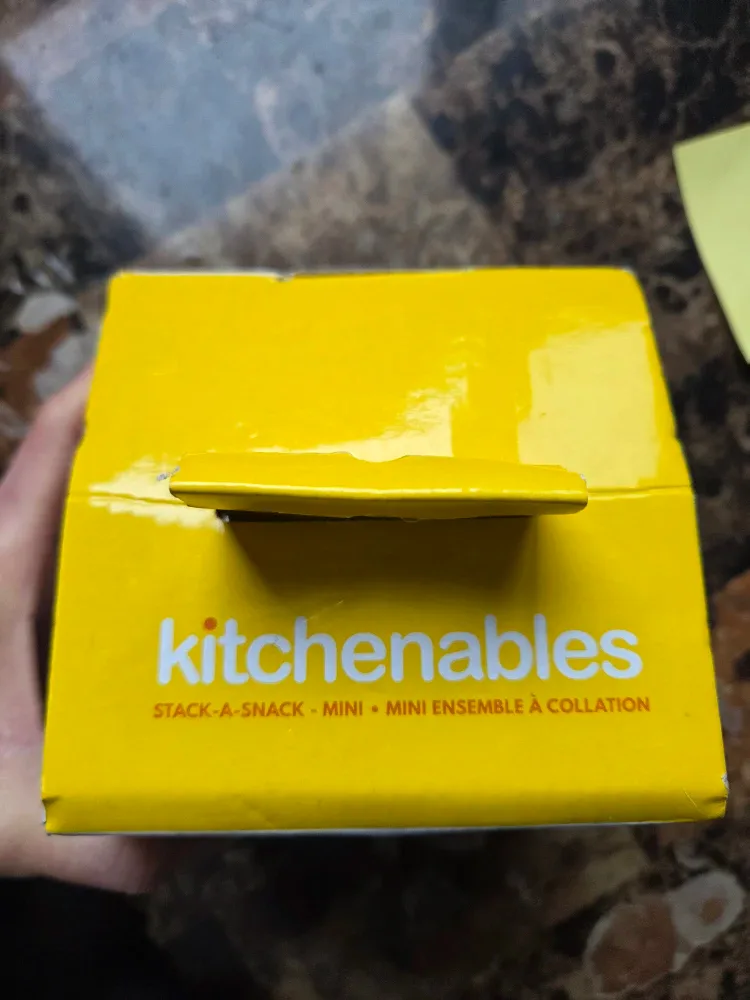 kitchenables
STACK-A-SNACK - MINI • MINI ENSEMBLE À COLLATION